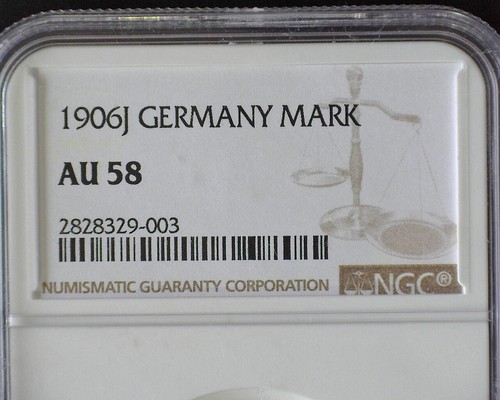 1906J GERMANY MARK
AU 58
2828329-003
NUMISMATIC GUARANTY CORPORATION NGC®